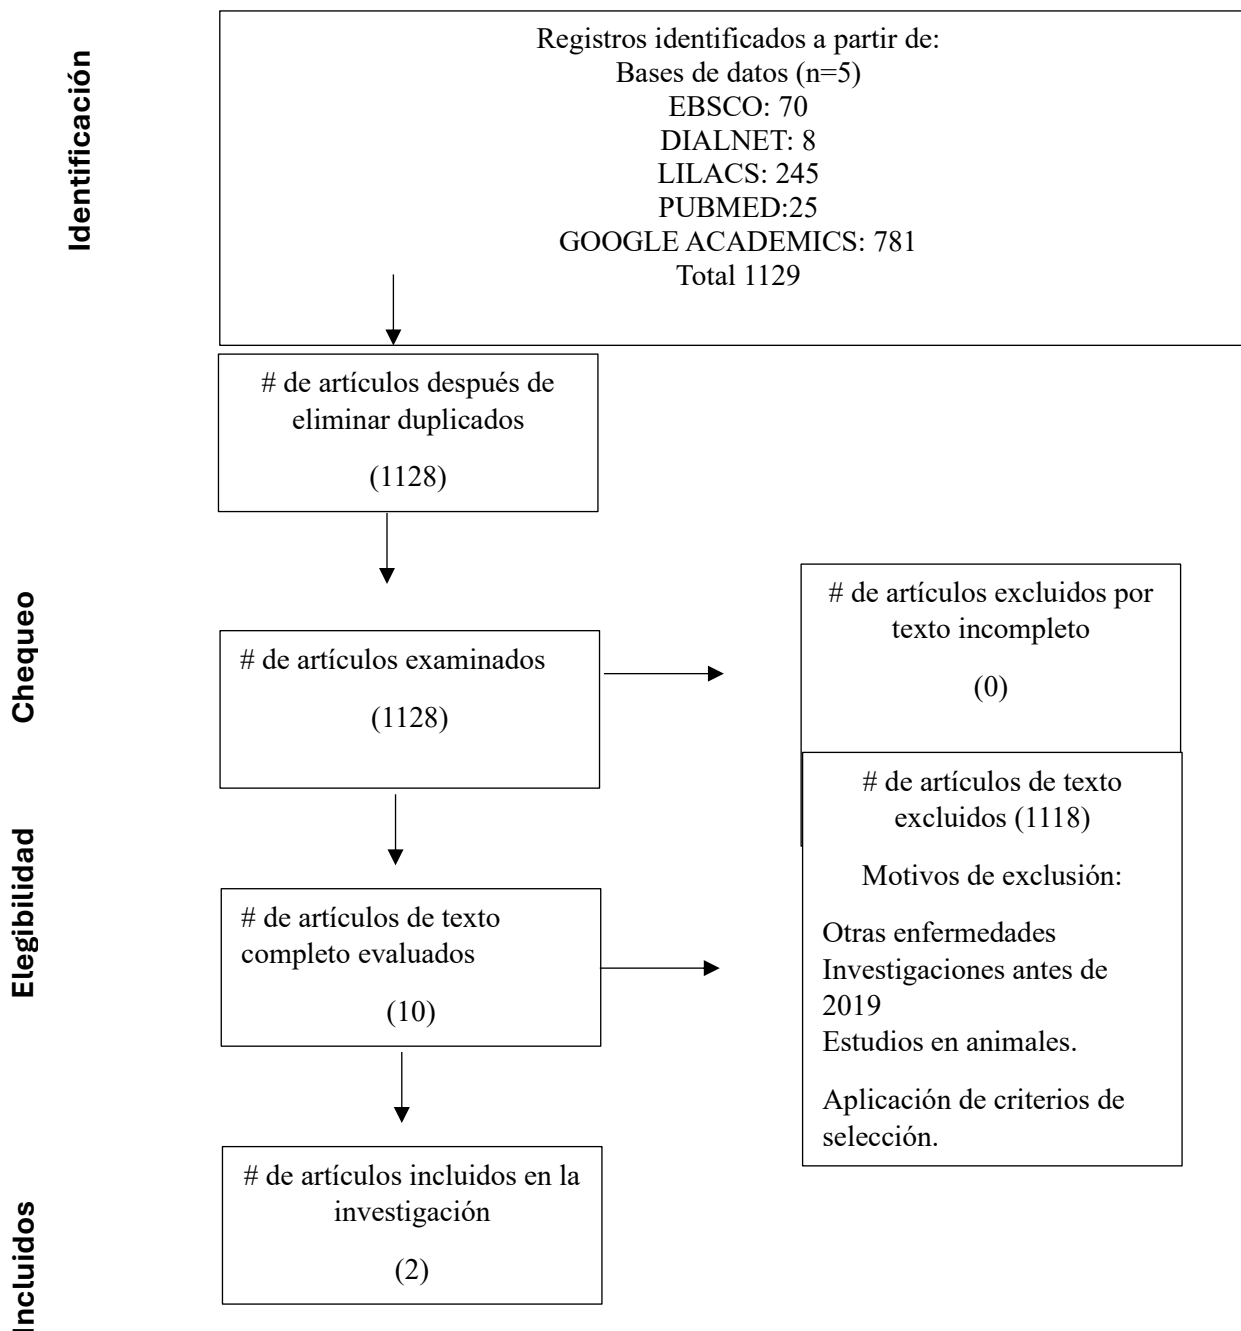 Identificación
Registros identificados a partir de:
Bases de datos (n=5)
EBSCO: 70
DIALNET: 8
LILACS: 245
PUBMED:25
GOOGLE ACADEMICS: 781
Total 1129
# de artículos después de
eliminar duplicados
(1128)
Chequeo
# de artículos examinados
(1128)
# de artículos excluidos por
texto incompleto
(0)
Elegibilidad
# de artículos de texto
completo evaluados
(10)
# de artículos de texto
excluidos (1118)
Motivos de exclusión:
Otras enfermedades
Investigaciones antes de
2019
Estudios en animales.
Aplicación de criterios de
selección.
Incluidos
# de artículos incluidos en la
investigación
(2)